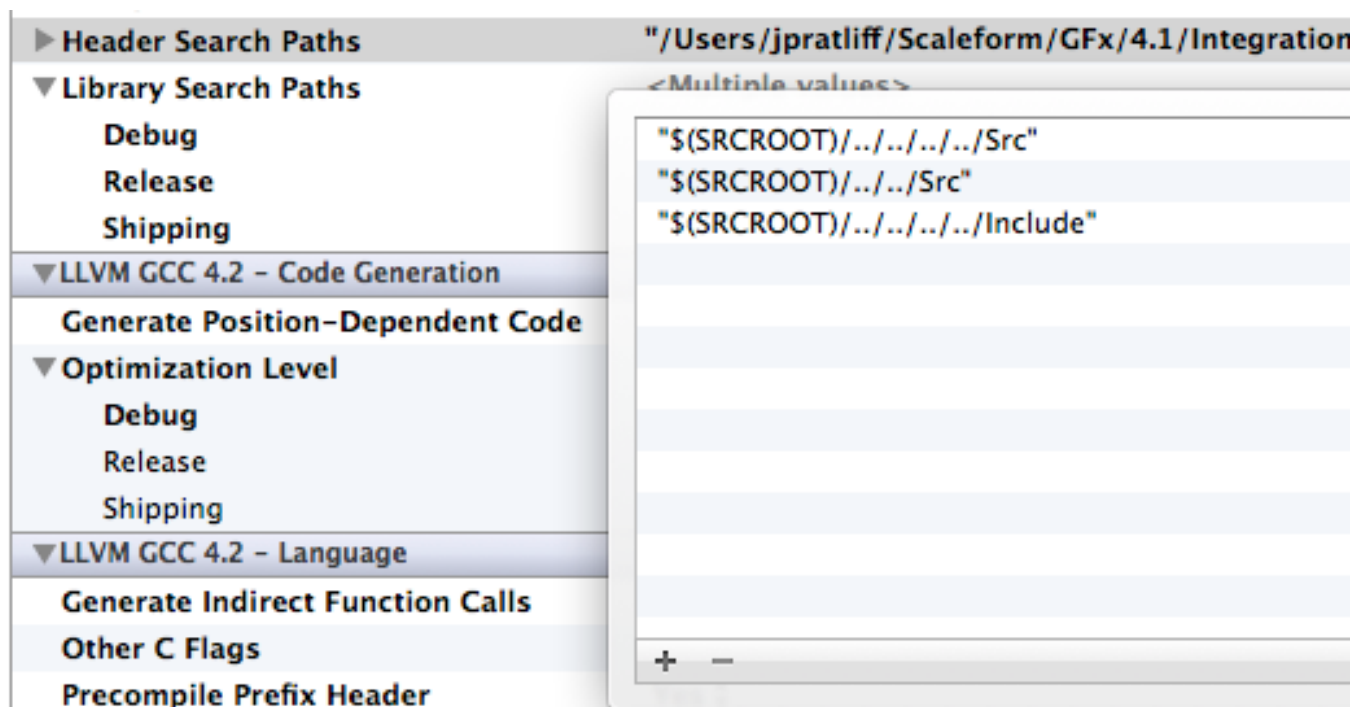 Header Search Paths "/Users/jpratliff/Scaleform/GFx/4.1/Integration
Library Search Paths <Multiple values>
Debug
Release
Shipping
"$(SRCROOT)/../../../../Src"
"$(SRCROOT)/../../Src"
"$(SRCROOT)/../../../../Include"
LLVM GCC 4.2 - Code Generation
Generate Position-Dependent Code
Optimization Level
Debug
Release
Shipping
LLVM GCC 4.2 - Language
Generate Indirect Function Calls
Other C Flags
Precompile Prefix Header